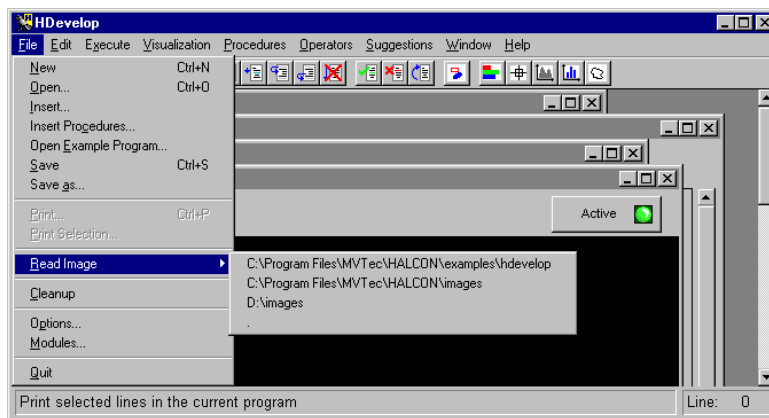 HDevelop
File Edit Execute Visualization Procedures Operators Suggestions Window Help
New Ctrl+N
Open... Ctrl+O
Insert...
Insert Procedures...
Open Example Program...
Save Ctrl+S
Save as...
Print... Ctrl+P
Print Selection...
Active
Read Image
C:\Program Files\MVTec\HALCON\examples\hdevelop
C:\Program Files\MVTec\HALCON\images
D:\images
.
Cleanup
Options...
Modules...
Quit
Print selected lines in the current program Line: 0